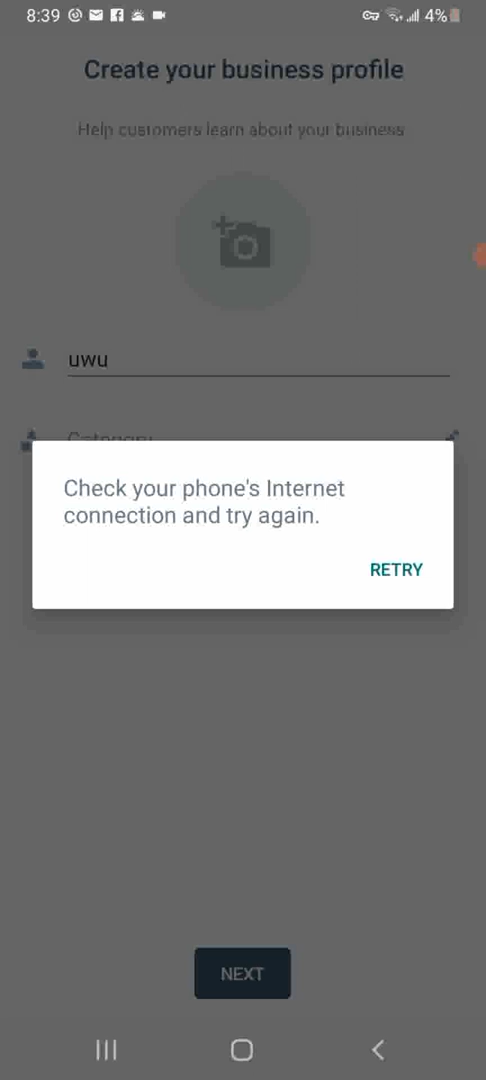 8:39 4%
Create your business profile
Help customers learn about your business
uwu
Category
Check your phone's Internet
connection and try again.
RETRY
NEXT